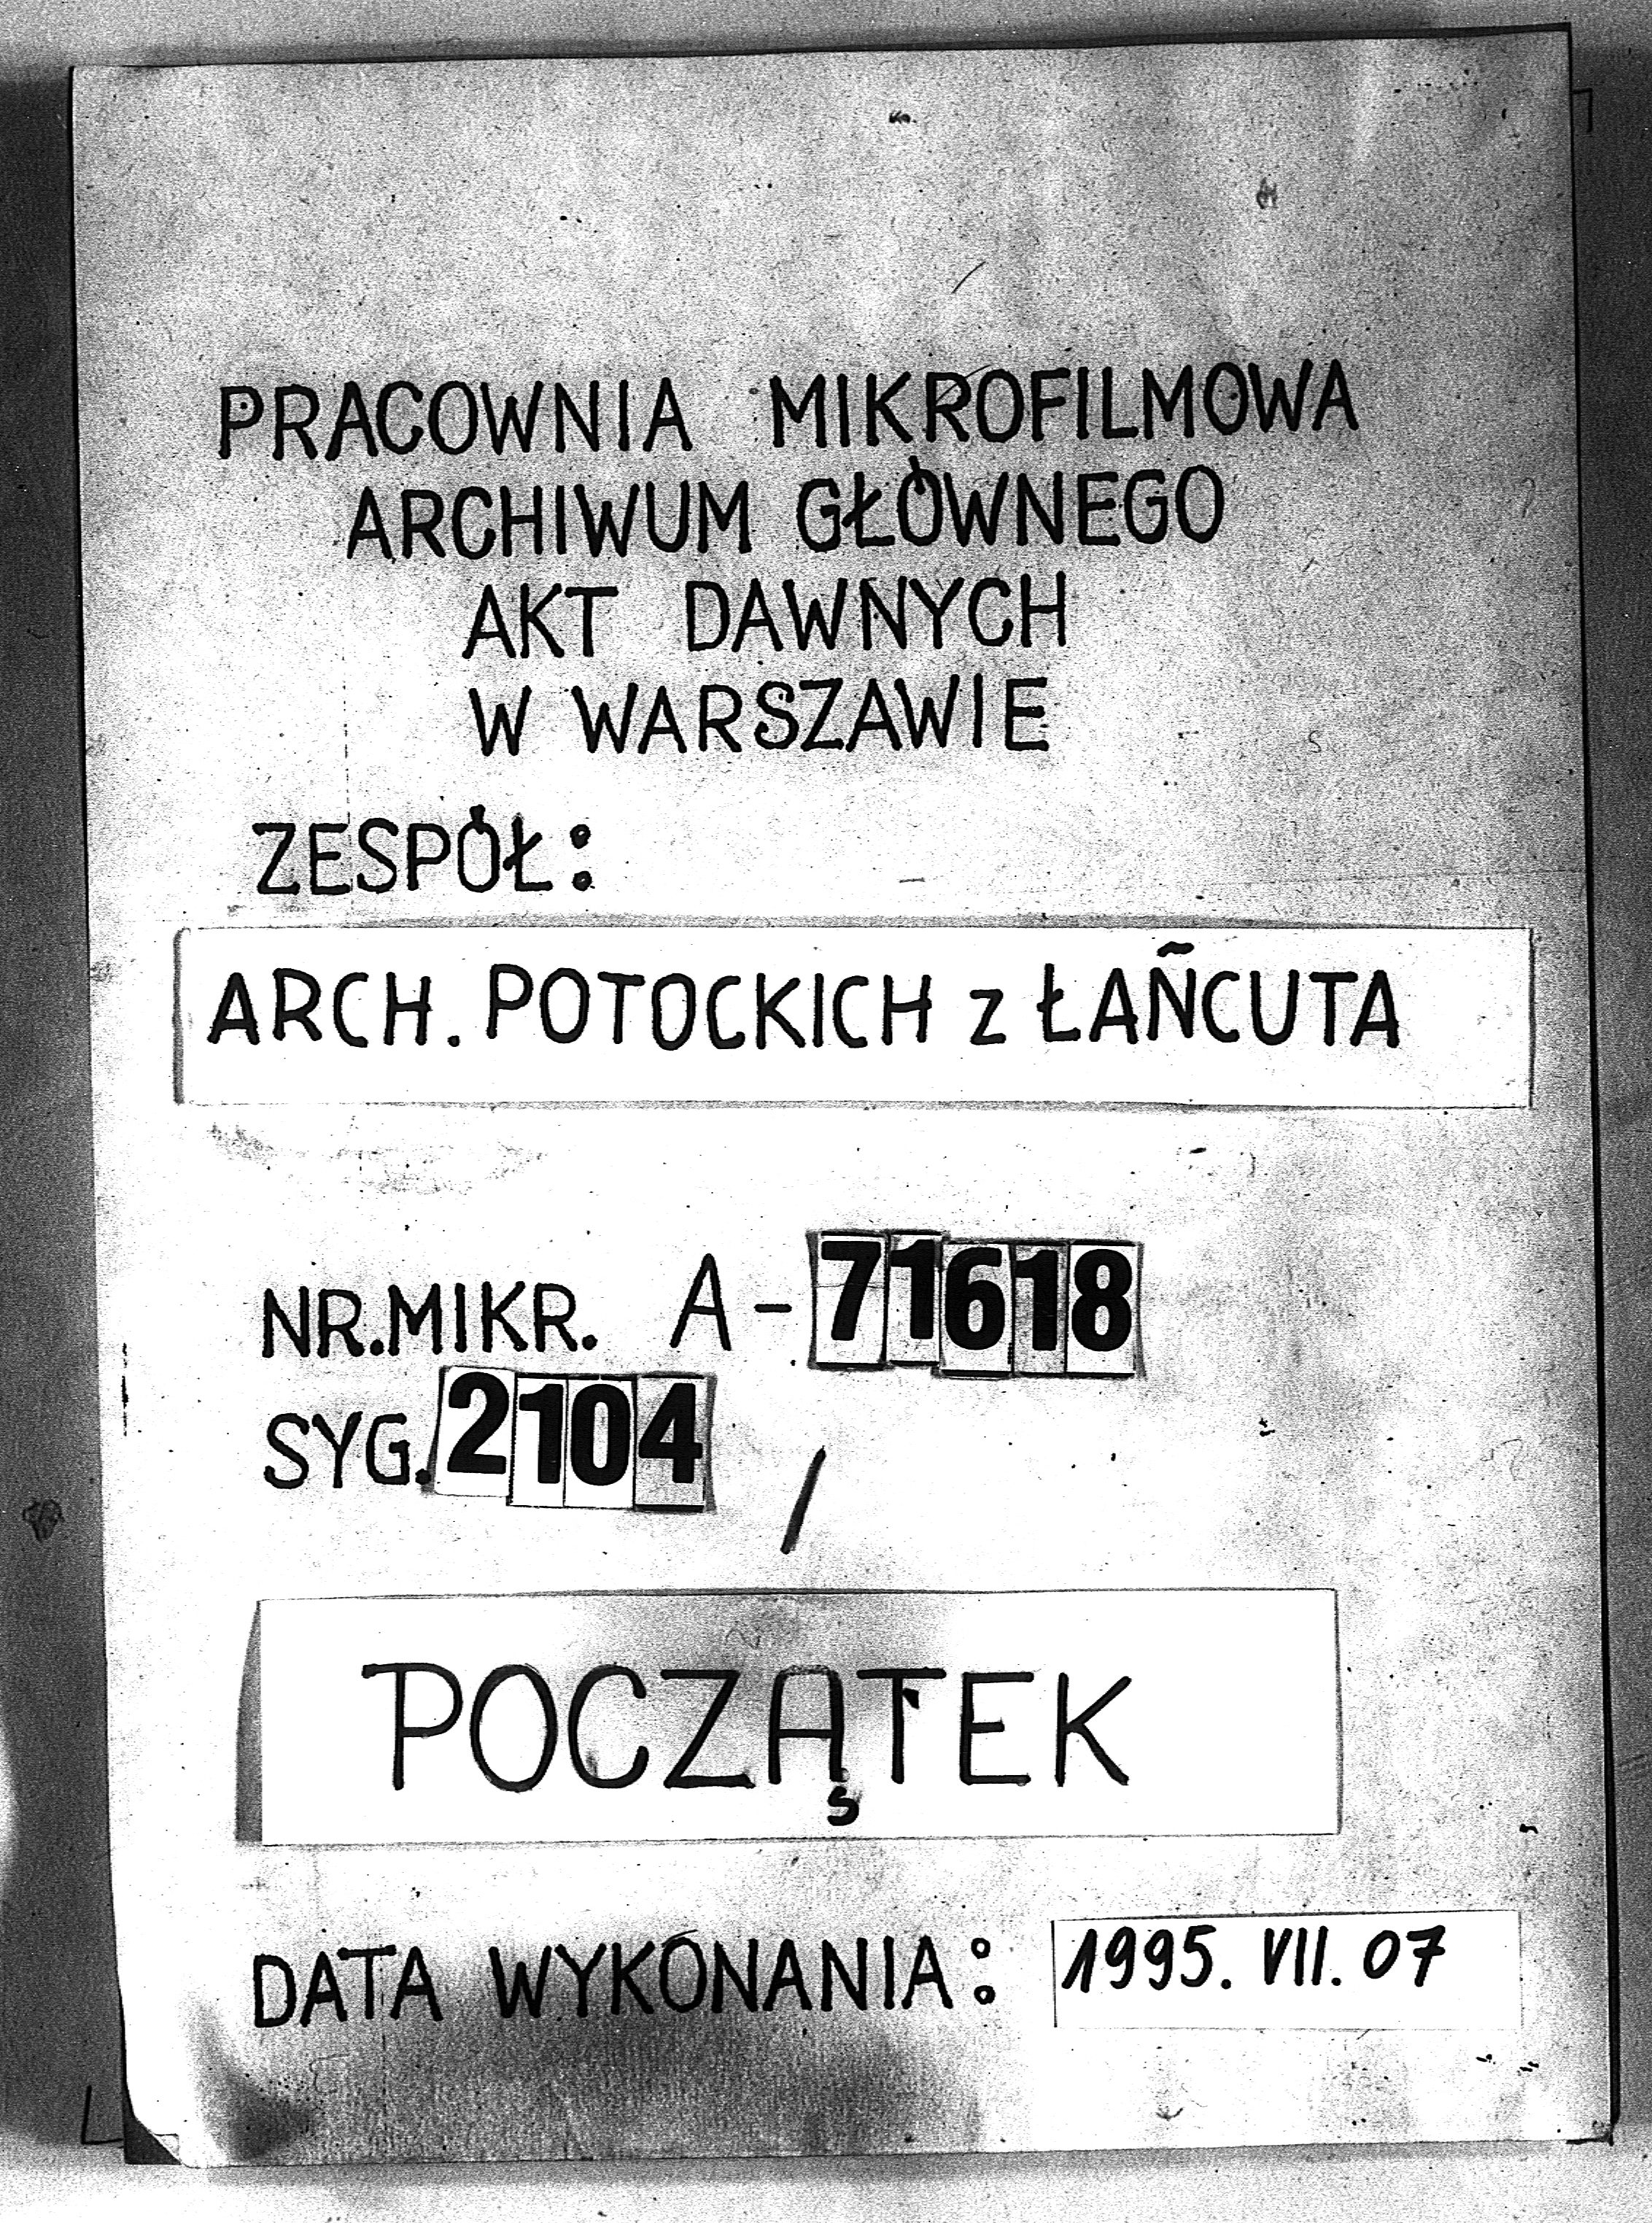 PRACOWNIA MIKROFILMOWA
ARCHIWUM GŁÓWNEGO
AKT DAWNYCH
W WARSZAWIE
ZESPÓŁ:
ARCH. POTOCKICH z ŁAŃCUTA
NR.MIKR. A-71618
SYG. 2104 /
POCZĄTEK
DATA WYKONANIA: 1995. VII. 07